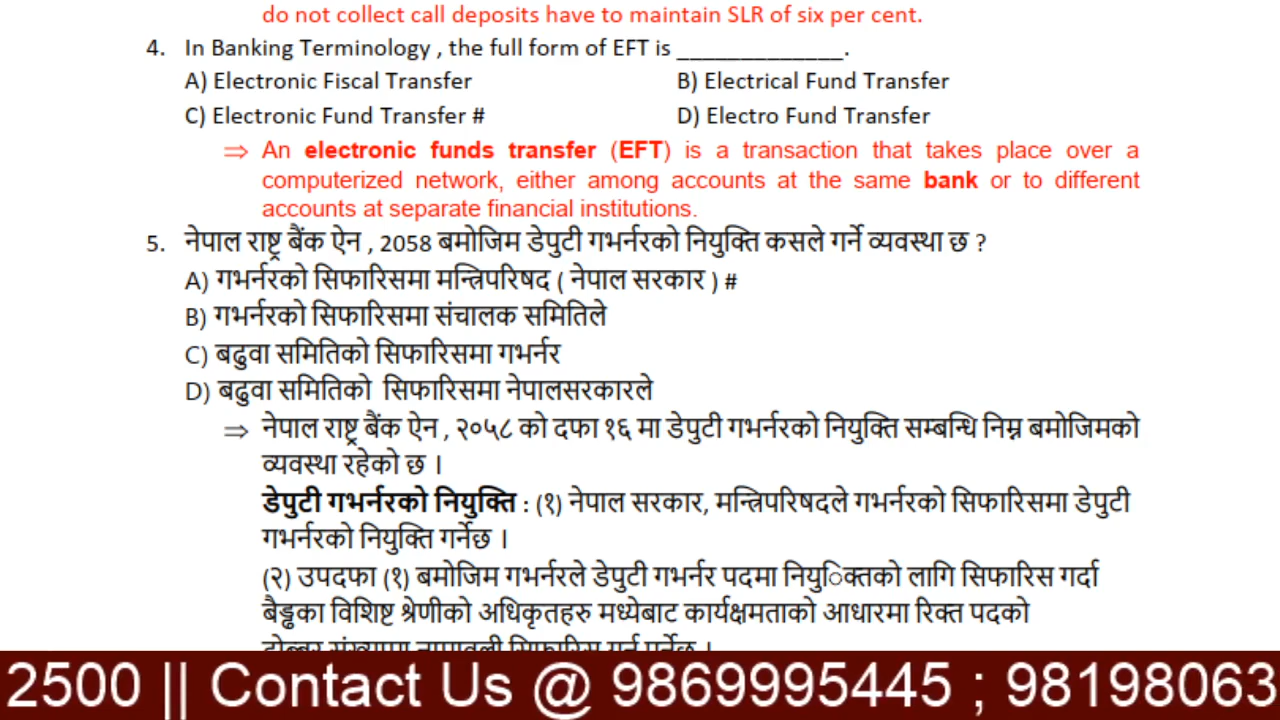 do not collect call deposits have to maintain SLR of six per cent.
4. In Banking Terminology , the full form of EFT is _____________.
A) Electronic Fiscal Transfer B) Electrical Fund Transfer
C) Electronic Fund Transfer # D) Electro Fund Transfer
⇒ An electronic funds transfer (EFT) is a transaction that takes place over a
computerized network, either among accounts at the same bank or to different
accounts at separate financial institutions.
5. नेपाल राष्ट्र बैंक ऐन , 2058 बमोजिम डेपुटी गभर्नरको नियुक्ति कसले गर्ने व्यवस्था छ ?
A) गभर्नरको सिफारिसमा मन्त्रिपरिषद ( नेपाल सरकार ) #
B) गभर्नरको सिफारिसमा संचालक समितिले
C) बढुवा समितिको सिफारिसमा गभर्नर
D) बढुवा समितिको सिफारिसमा नेपालसरकारले
⇒ नेपाल राष्ट्र बैंक ऐन , २०५८ को दफा १६ मा डेपुटी गभर्नरको नियुक्ति सम्बन्धि निम्न बमोजिमको
व्यवस्था रहेको छ ।
डेपुटी गभर्नरको नियुक्ति : (१) नेपाल सरकार, मन्त्रिपरिषदले गभर्नरको सिफारिसमा डेपुटी
गभर्नरको नियुक्ति गर्नेछ ।
(२) उपदफा (१) बमोजिम गभर्नरले डेपुटी गभर्नर पदमा नियुिक्तको लागि सिफारिस गर्दा
बैड्ढका विशिष्ट श्रेणीको अधिकृतहरु मध्येबाट कार्यक्षमताको आधारमा रिक्त पदको
2500 || Contact Us @ 9869995445 ; 98198063